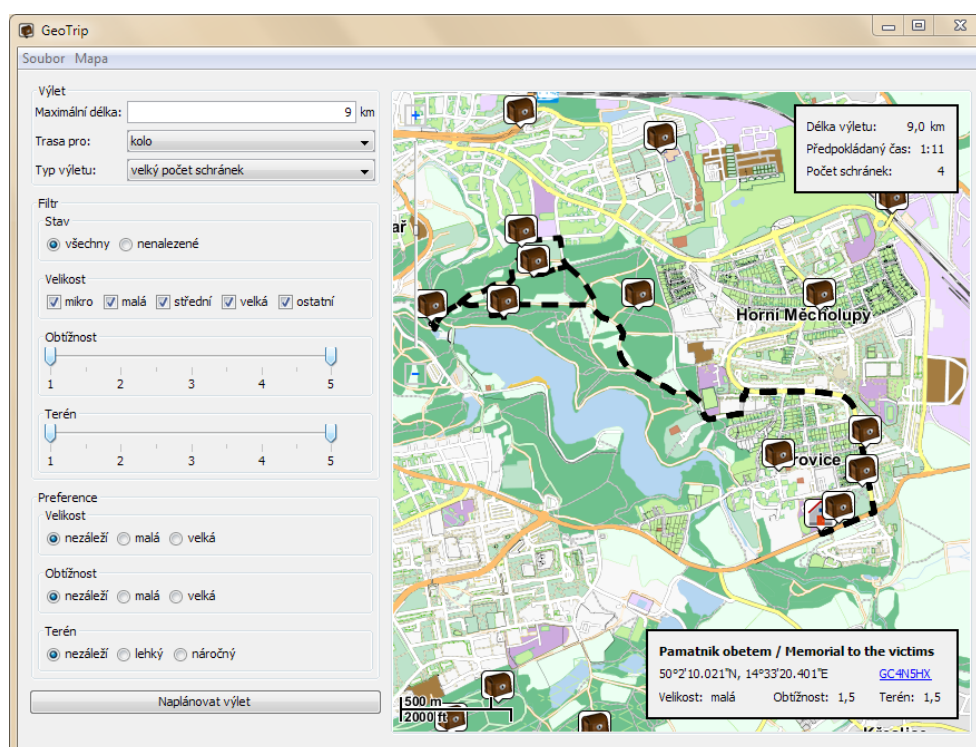 GeoTrip
Soubor Mapa
Výlet
Maximální délka: 9 km
Trasa pro: kolo
Typ výletu: velký počet schránek
Filtr
Stav
všechny nenalezené
Velikost
mikro malá střední velká ostatní
Obtížnost
1 2 3 4 5
Terén
1 2 3 4 5
Preference
Velikost
nezáleží malá velká
Obtížnost
nezáleží malá velká
Terén
nezáleží lehký náročný
Naplánovat výlet
Délka výletu: 9,0 km
Předpokládaný čas: 1:11
Počet schránek: 4
ař
Horní Měcholupy
rovice
Pamatnik obetem / Memorial to the victims
50°2'10.021"N, 14°33'20.401"E GC4N5HX
Velikost: malá Obtížnost: 1,5 Terén: 1,5
500 m
2000 ft